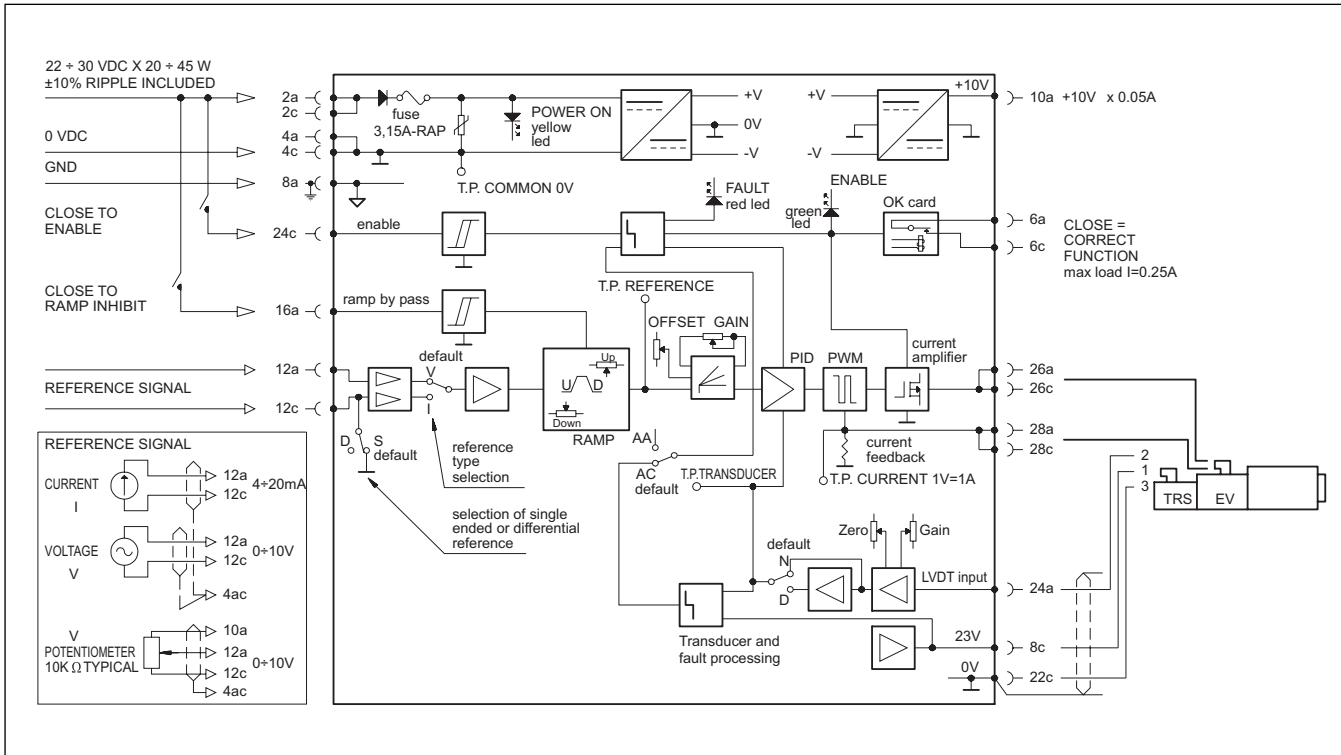 22 ÷ 30 VDC X 20 ÷ 45 W
±10% RIPPLE INCLUDED
0 VDC
GND
CLOSE TO
ENABLE
CLOSE TO
RAMP INHIBIT
REFERENCE SIGNAL
2a
2c
4a
4c
8a
24c
16a
12a
12c
fuse
3,15A-RAP
POWER ON
yellow
led
T.P. COMMON 0V
+V
0V
-V
+V
-V
+10V
10a +10V x 0.05A
FAULT
red led
ENABLE
green
led
OK card
6a
6c
CLOSE =
CORRECT
FUNCTION
max load I=0.25A
enable
ramp by pass
T.P. REFERENCE
OFFSET GAIN
default
V
I
D
S
default
Up
U
D
Down
RAMP
PID
PWM
current
amplifier
26a
26c
28a
28c
reference
type
selection
selection of single
ended or differential
reference
AA
AC
default
T.P.TRANSDUCER
current
feedback
T.P. CURRENT 1V=1A
2
1
3
TRS
EV
Zero
Gain
default
N
D
LVDT input
24a
Transducer and
fault processing
23V
8c
0V
22c
REFERENCE SIGNAL
CURRENT
I
12a
12c
4÷20mA
VOLTAGE
V
12a
12c
0÷10V
4ac
V
POTENTIOMETER
10K Ω TYPICAL
10a
12a
12c
4ac
0÷10V